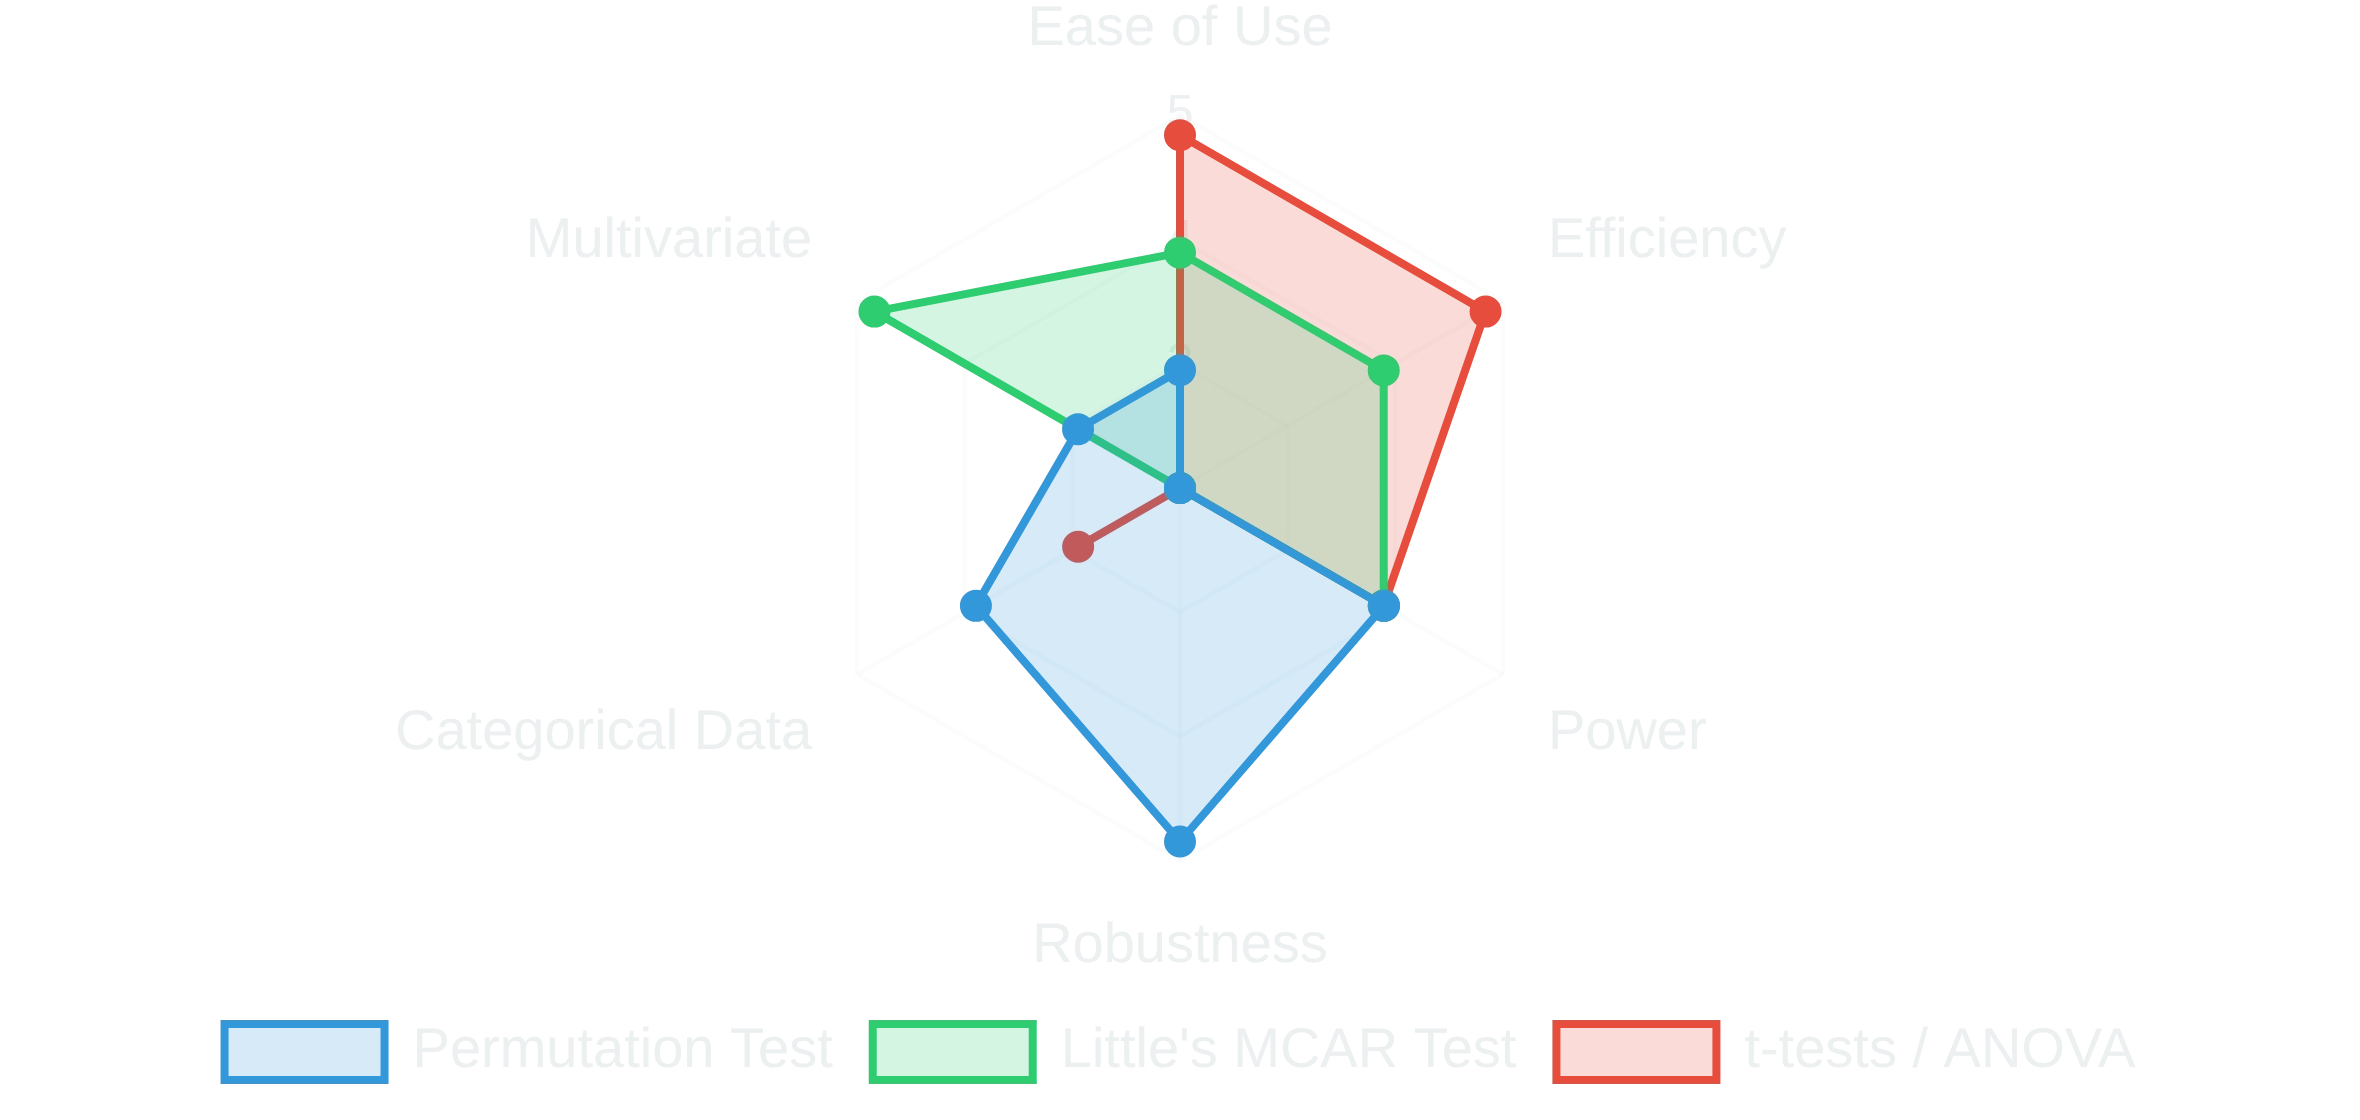 Ease of Use
5
Multivariate
Efficiency
Categorical Data
Power
Robustness
Permutation Test
Little's MCAR Test
t-tests / ANOVA